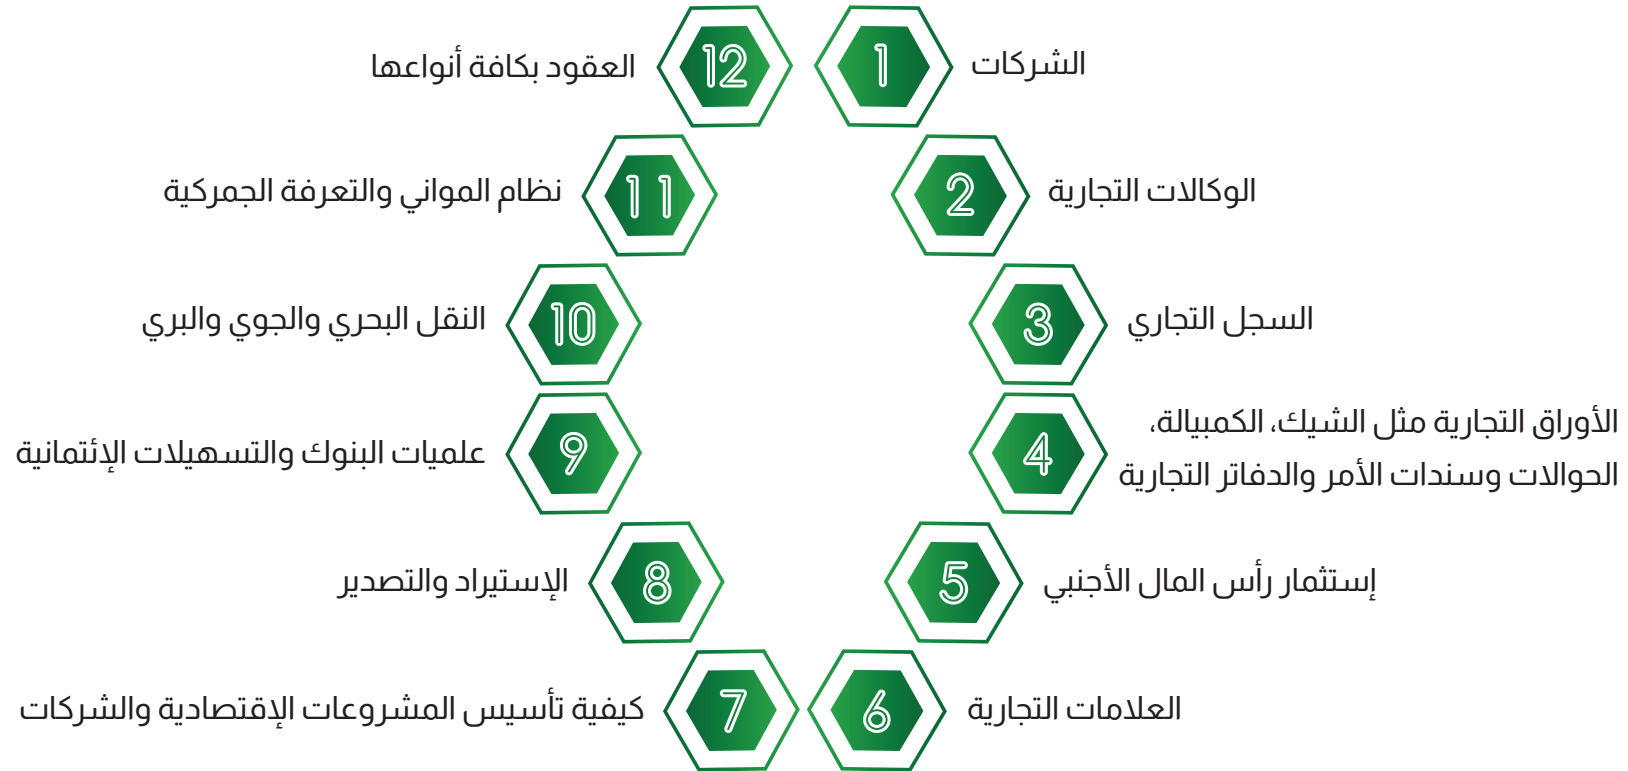 1
الشركات
2
الوكالات التجارية
3
السجل التجاري
4
الأوراق التجارية مثل الشيك، الكمبيالة،
الحوالات وسندات الأمر والدفاتر التجارية
5
إستثمار رأس المال الأجنبي
6
العلامات التجارية
7
كيفية تأسيس المشروعات الإقتصادية والشركات
8
الإستيراد والتصدير
9
علميات البنوك والتسهيلات الإئتمانية
10
النقل البحري والجوي والبري
11
نظام المواني والتعرفة الجمركية
12
العقود بكافة أنواعها